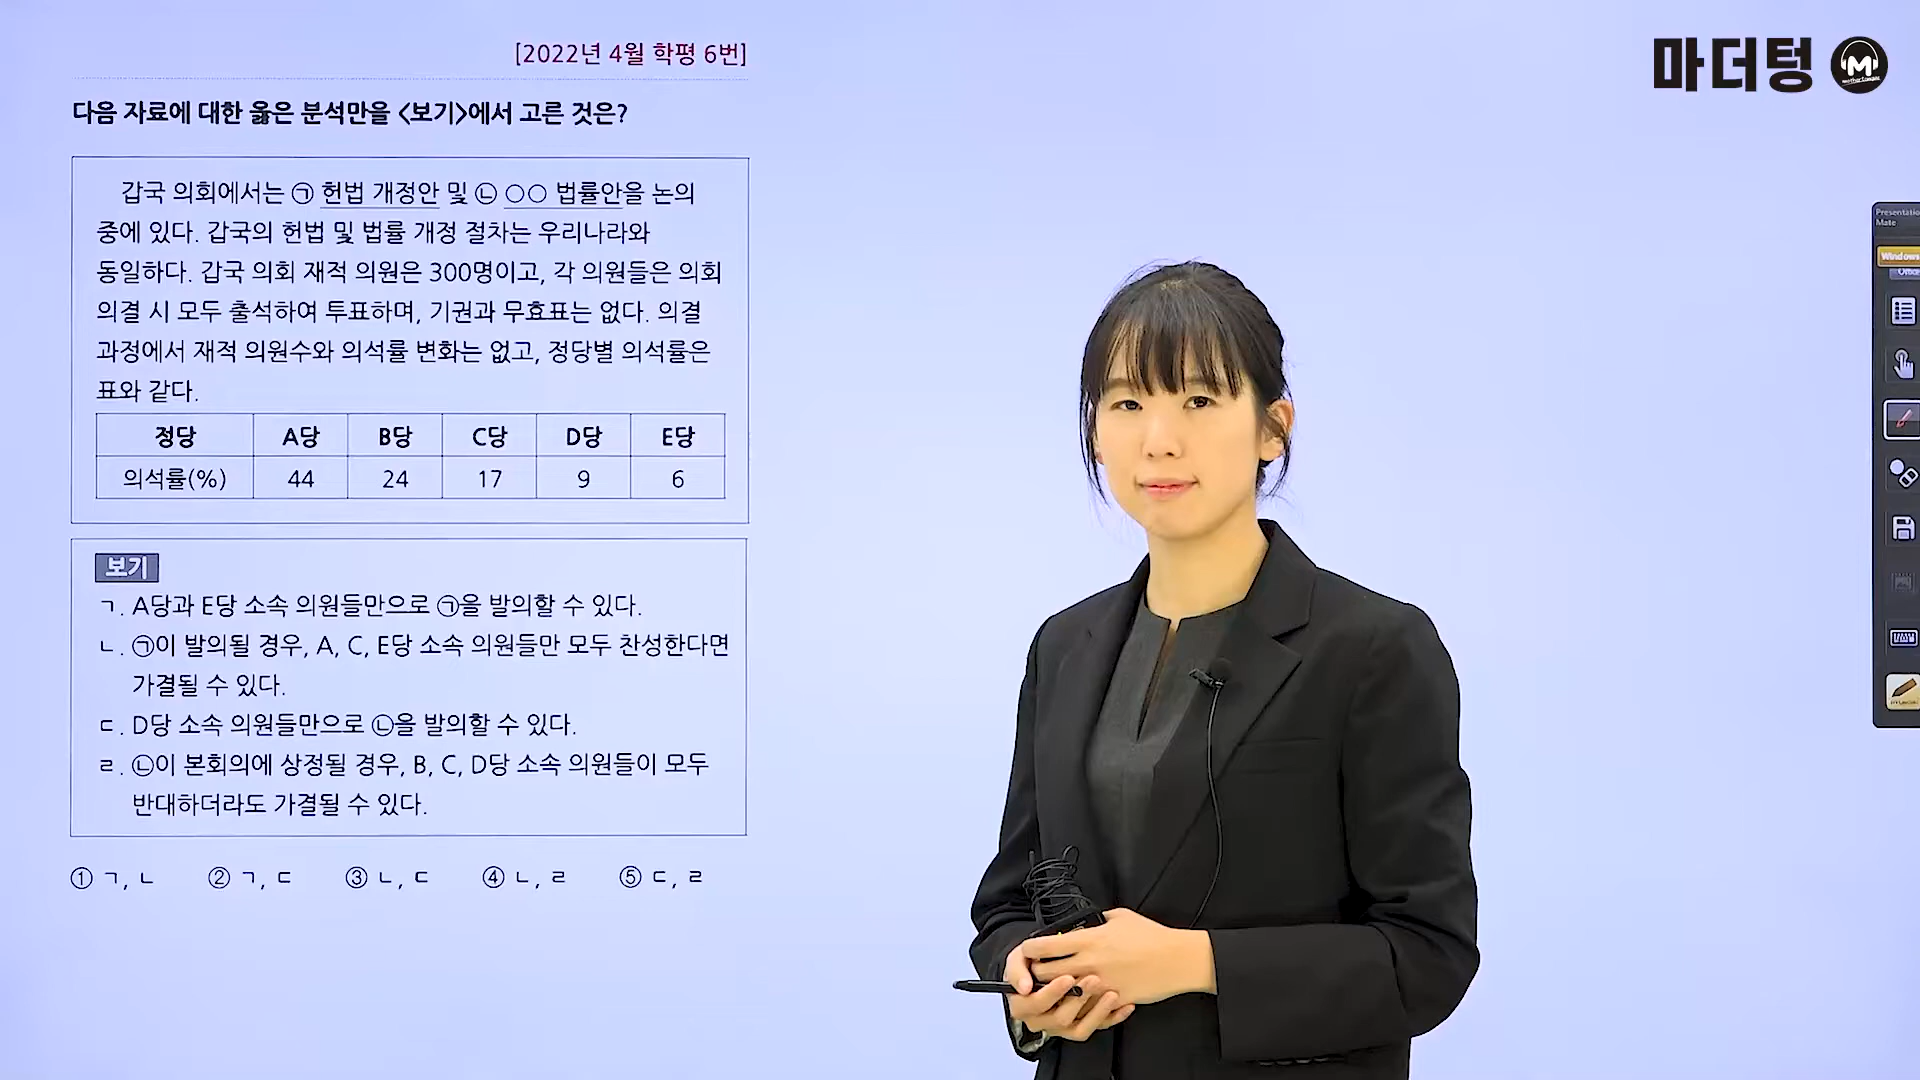 [2022년 4월 학평 6번]
마더텅
M
다음 자료에 대한 옳은 분석만을 <보기>에서 고른 것은?
갑국 의회에서는 ㉠ 헌법 개정안 및 ㉡ ○○ 법률안을 논의
중에 있다. 갑국의 헌법 및 법률 개정 절차는 우리나라와
동일하다. 갑국 의회 재적 의원은 300명이고, 각 의원들은 의회
의결 시 모두 출석하여 투표하며, 기권과 무효표는 없다. 의결
과정에서 재적 의원수와 의석률 변화는 없고, 정당별 의석률은
표와 같다.
정당 A당 B당 C당 D당 E당
의석률(%) 44 24 17 9 6
보기
ㄱ. A당과 E당 소속 의원들만으로 ㉠을 발의할 수 있다.
ㄴ. ㉠이 발의될 경우, A, C, E당 소속 의원들만 모두 찬성한다면
가결될 수 있다.
ㄷ. D당 소속 의원들만으로 ㉡을 발의할 수 있다.
ㄹ. ㉡이 본회의에 상정될 경우, B, C, D당 소속 의원들이 모두
반대하더라도 가결될 수 있다.
① ㄱ, ㄴ ② ㄱ, ㄷ ③ ㄴ, ㄷ ④ ㄴ, ㄹ ⑤ ㄷ, ㄹ
Presentation
Mate
Windows
Office